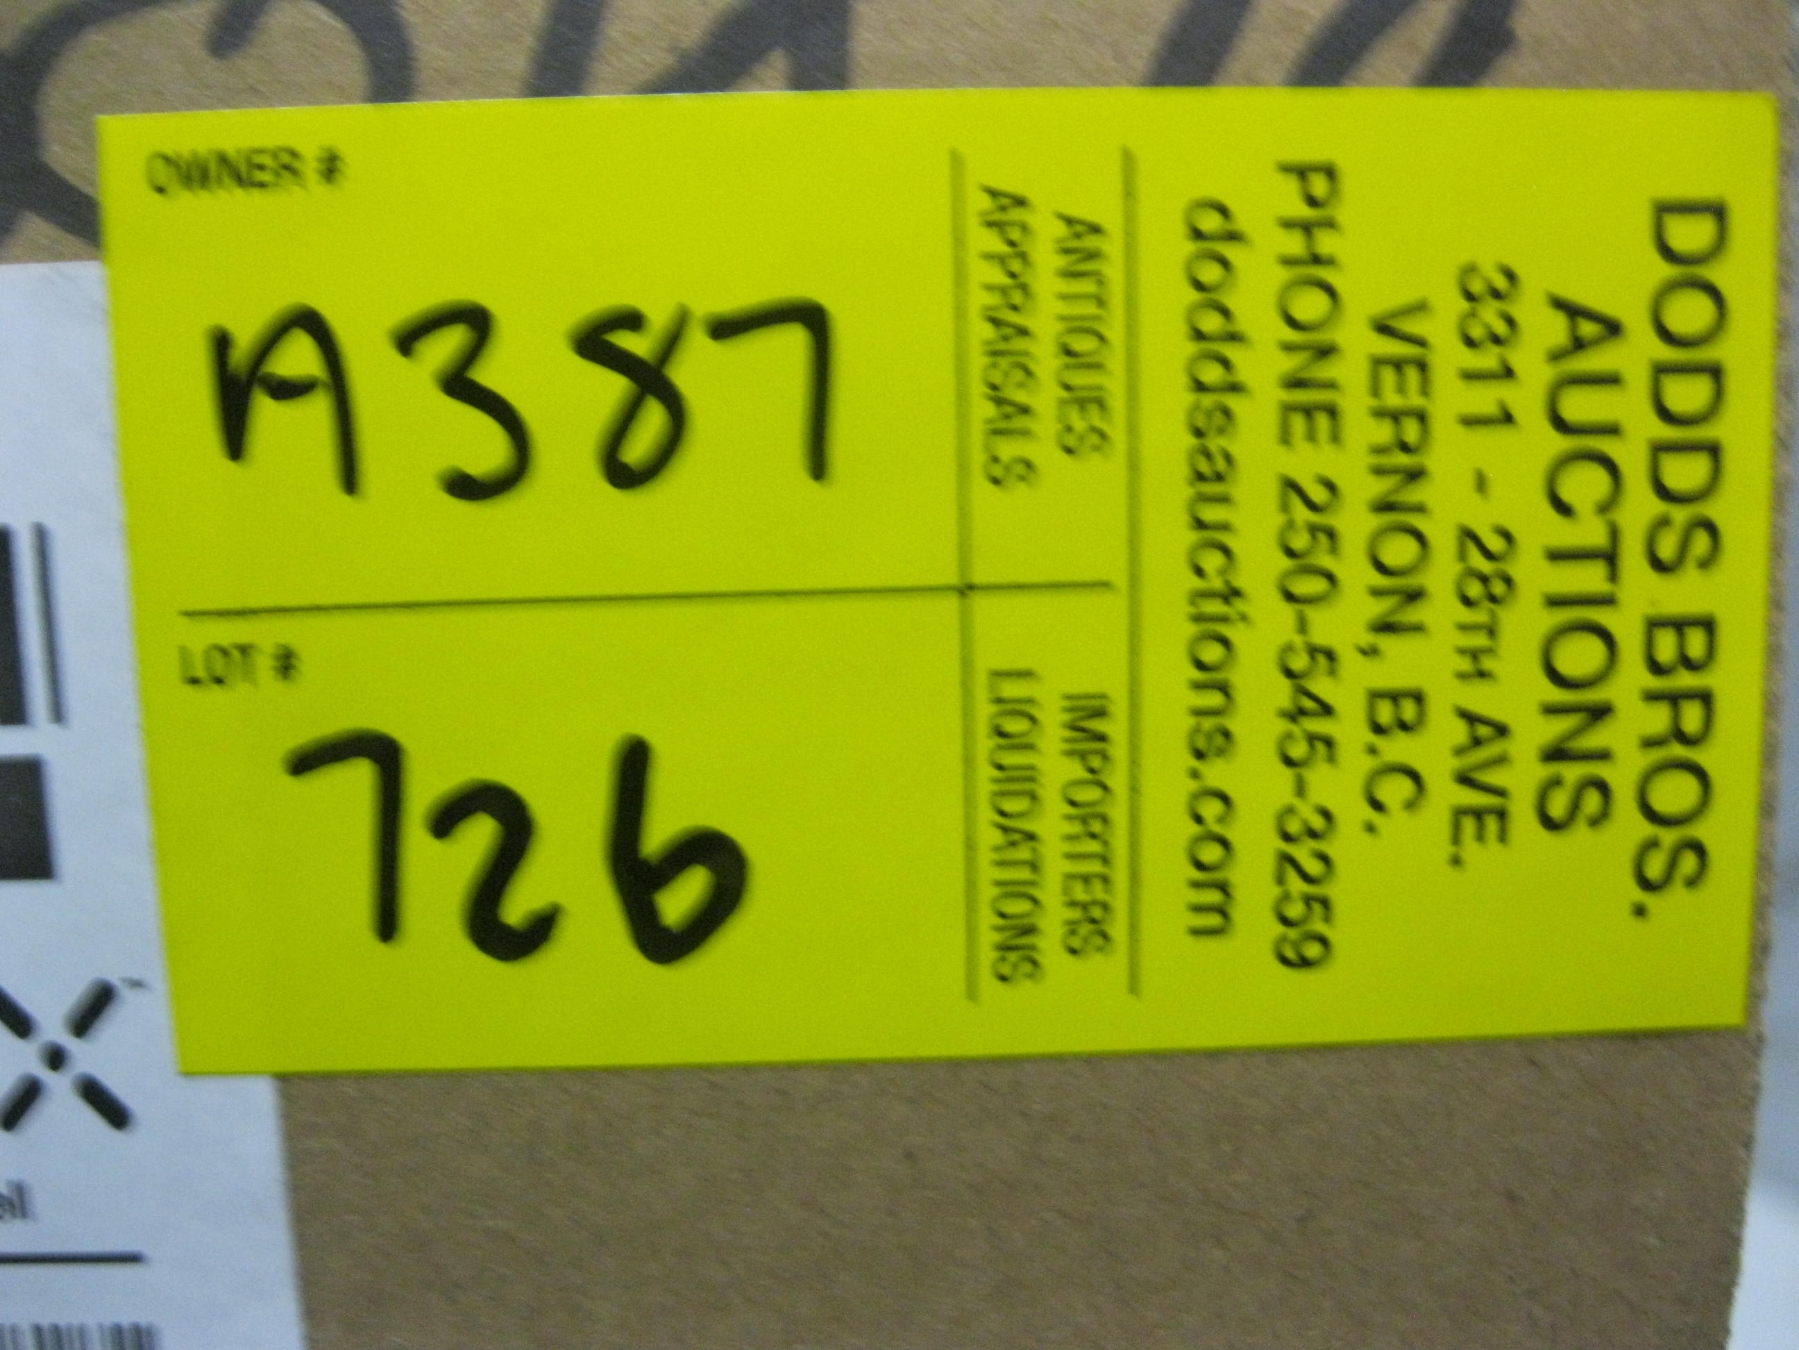 DODDS BROS.
AUCTIONS
3311 - 28TH AVE.
VERNON, B.C.
PHONE 250-545-3259
doddsauctions.com
ANTIQUES
APPRAISALS
IMPORTERS
LIQUIDATIONS
OWNER #
A387
LOT #
726